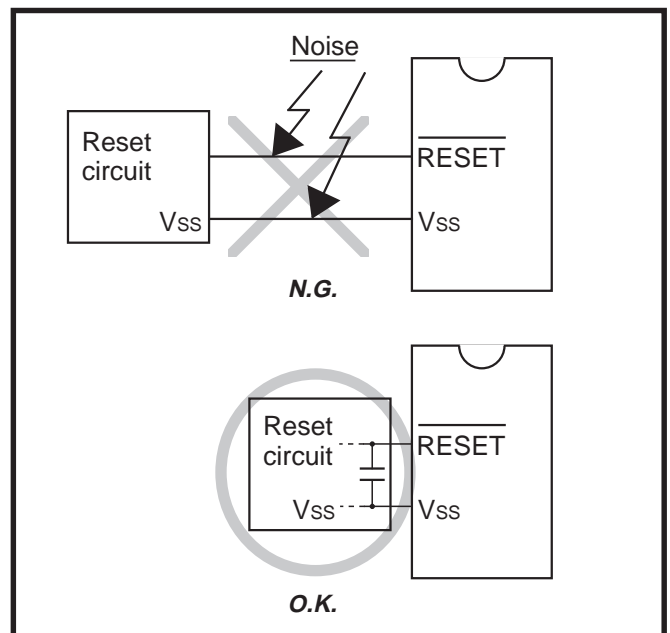 Noise
Reset
circuit
RESET
Vss
Vss
N.G.
Reset
circuit
RESET
Vss
Vss
O.K.